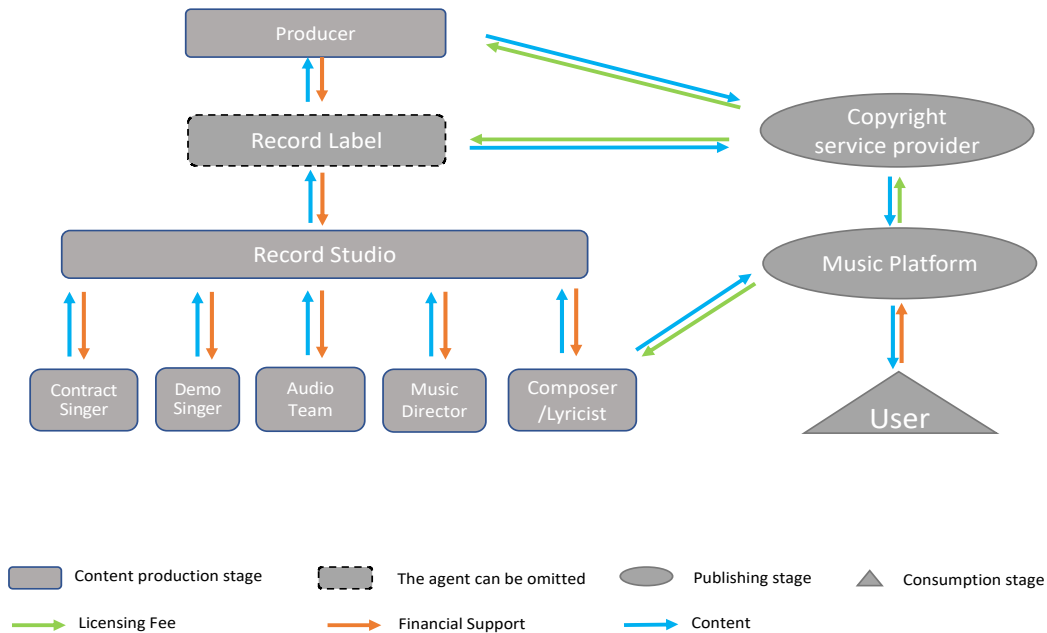 Producer
Record Label
Copyright
service provider
Record Studio
Music Platform
Contract
Singer
Demo
Singer
Audio
Team
Music
Director
Composer
/Lyricist
User
Content production stage
The agent can be omitted
Publishing stage
Consumption stage
Licensing Fee
Financial Support
Content